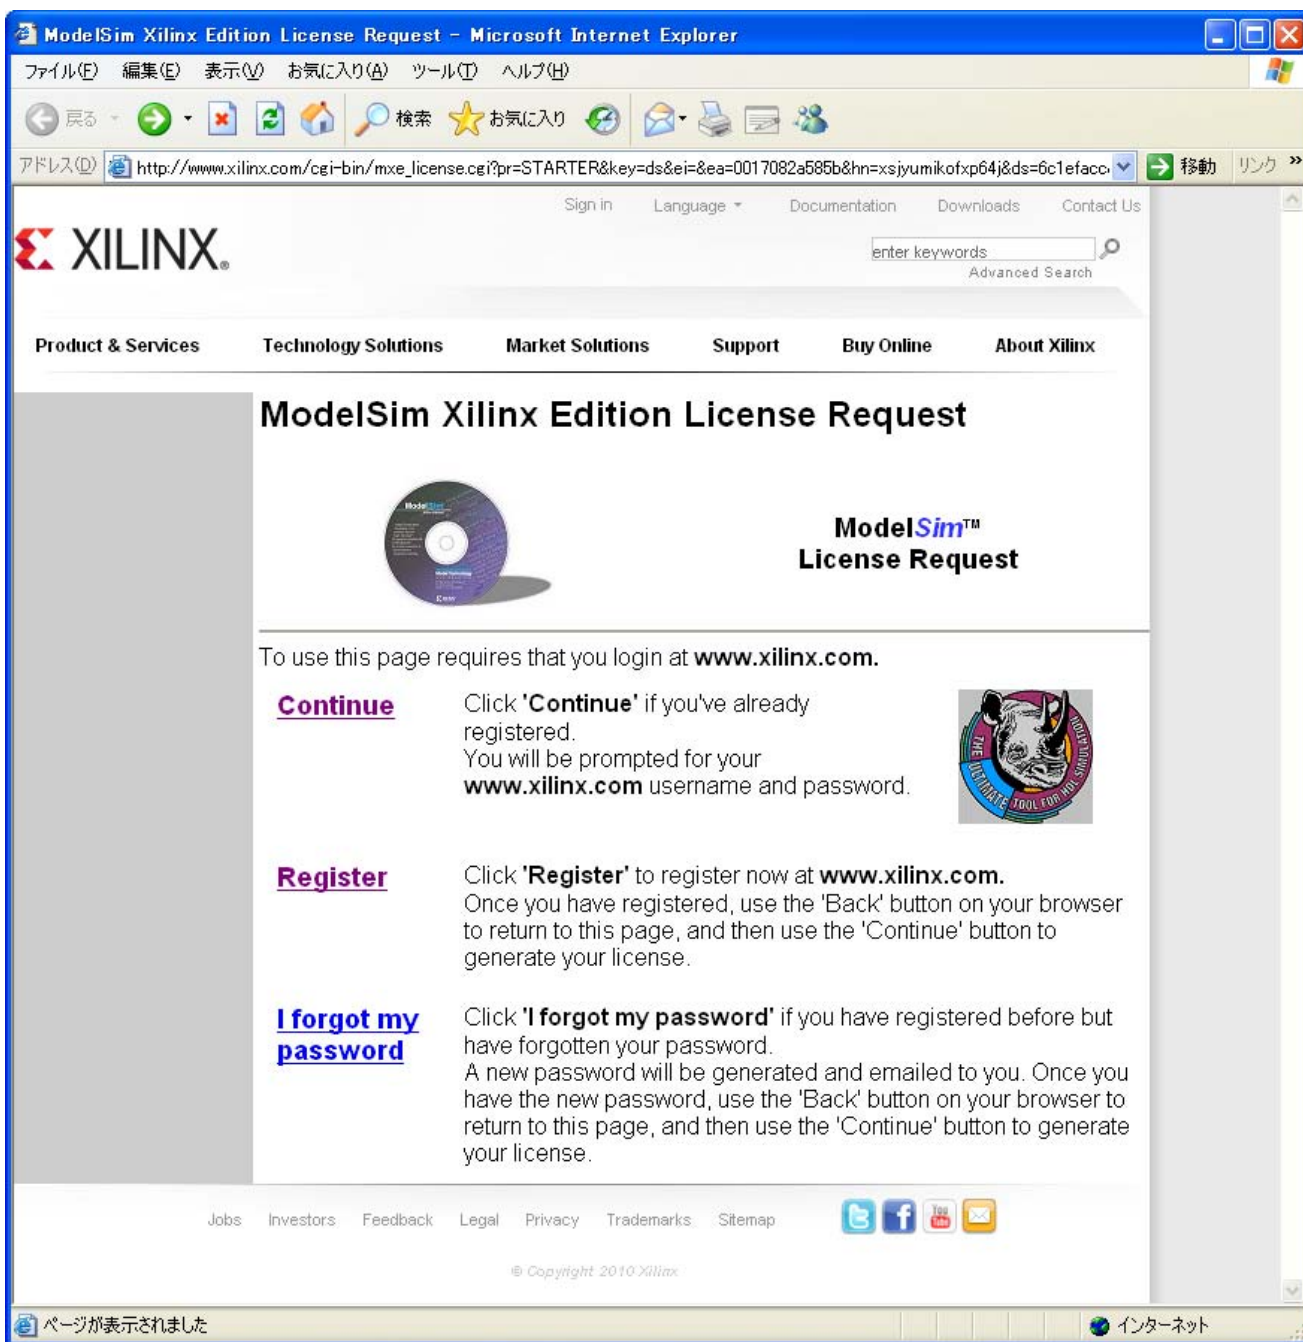 ModelSim Xilinx Edition License Request - Microsoft Internet Explorer
ファイル(F) 編集(E) 表示(V) お気に入り(A) ツール(T) ヘルプ(H)
戻る 検索 お気に入り
アドレス(D) http://www.xilinx.com/cgi-bin/mxe_license.cgi?pr=STARTER&key=ds&ei=&ea=0017082a585b&hn=xsjyumikofxp64j&ds=6c1efacc 移動 リンク »
Sign in Language Documentation Downloads Contact Us
XILINX®
enter keywords
Advanced Search
Product & Services Technology Solutions Market Solutions Support Buy Online About Xilinx
ModelSim Xilinx Edition License Request
ModelSim™
License Request
To use this page requires that you login at www.xilinx.com.
Continue Click 'Continue' if you've already
registered.
You will be prompted for your
www.xilinx.com username and password.
THE ULTIMATE TOOL FOR HDL SIMULATION
Register Click 'Register' to register now at www.xilinx.com.
Once you have registered, use the 'Back' button on your browser
to return to this page, and then use the 'Continue' button to
generate your license.
I forgot my Click 'I forgot my password' if you have registered before but
password have forgotten your password.
A new password will be generated and emailed to you. Once you
have the new password, use the 'Back' button on your browser to
return to this page, and then use the 'Continue' button to generate
your license.
Jobs Investors Feedback Legal Privacy Trademarks Sitemap
You Tube
© Copyright 2010 Xilinx
ページが表示されました インターネット